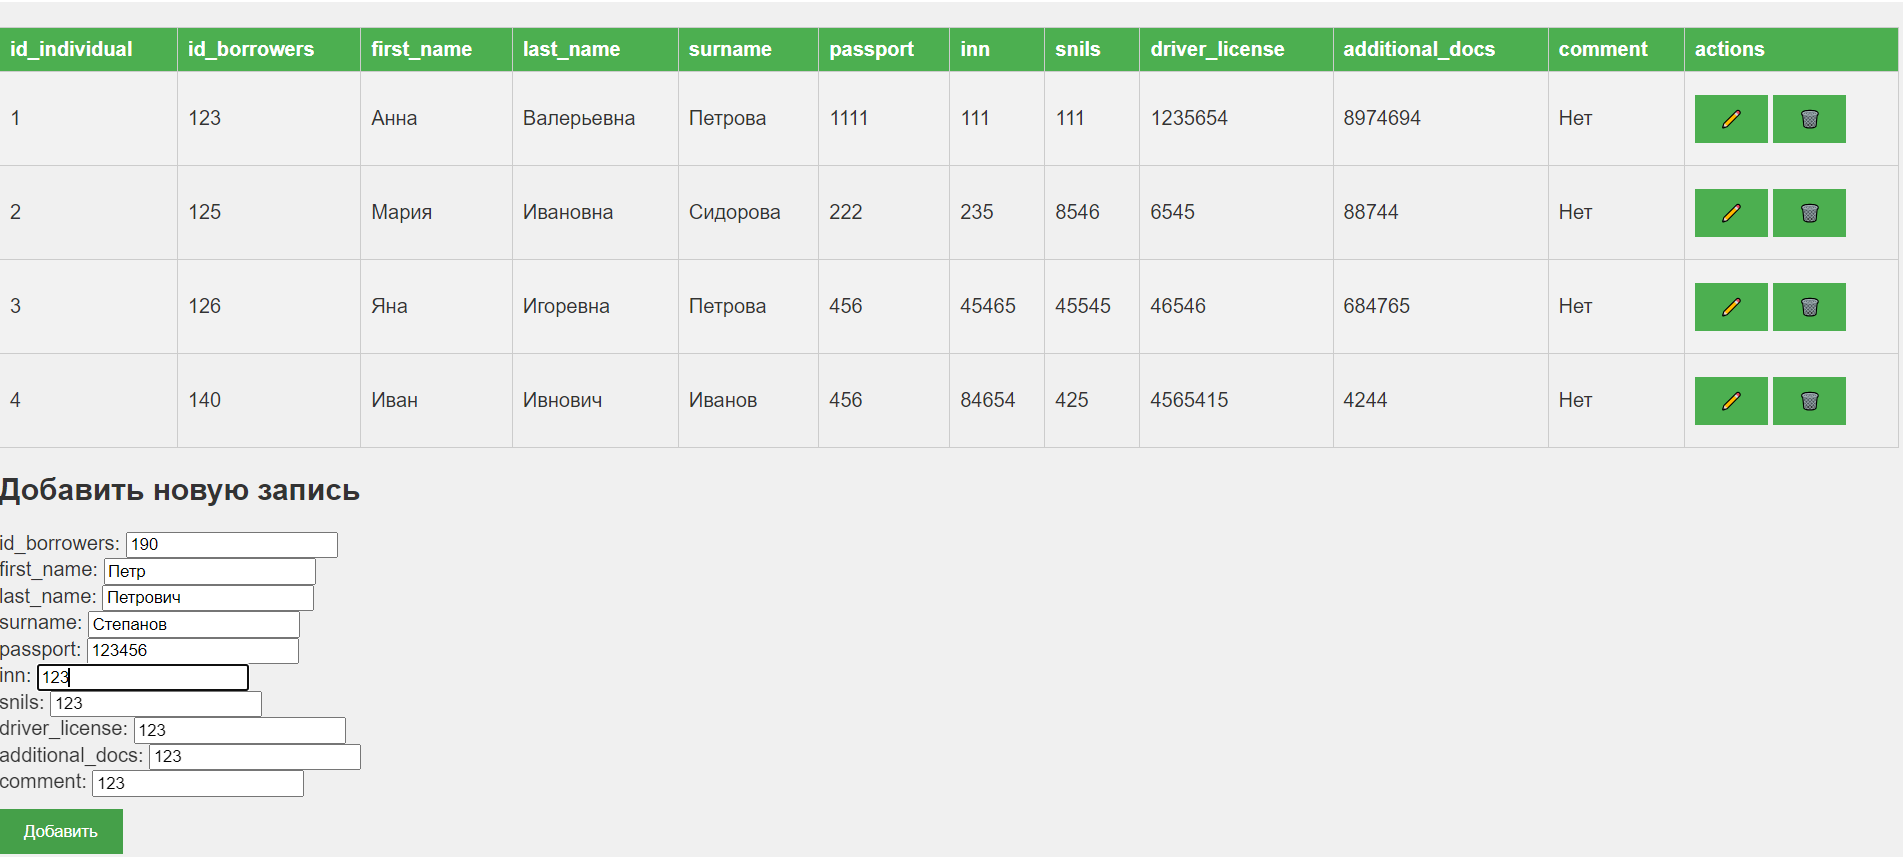 id_individual id_borrowers first_name last_name surname passport inn snils driver_license additional_docs comment actions
1 123 Анна Валерьевна Петрова 1111 111 111 1235654 8974694 Нет
2 125 Мария Ивановна Сидорова 222 235 8546 6545 88744 Нет
3 126 Яна Игоревна Петрова 456 45465 45545 46546 684765 Нет
4 140 Иван Ивнович Иванов 456 84654 425 4565415 4244 Нет
Добавить новую запись
id_borrowers: 190
first_name: Петр
last_name: Петрович
surname: Степанов
passport: 123456
inn: 123
snils: 123
driver_license: 123
additional_docs: 123
comment: 123
Добавить